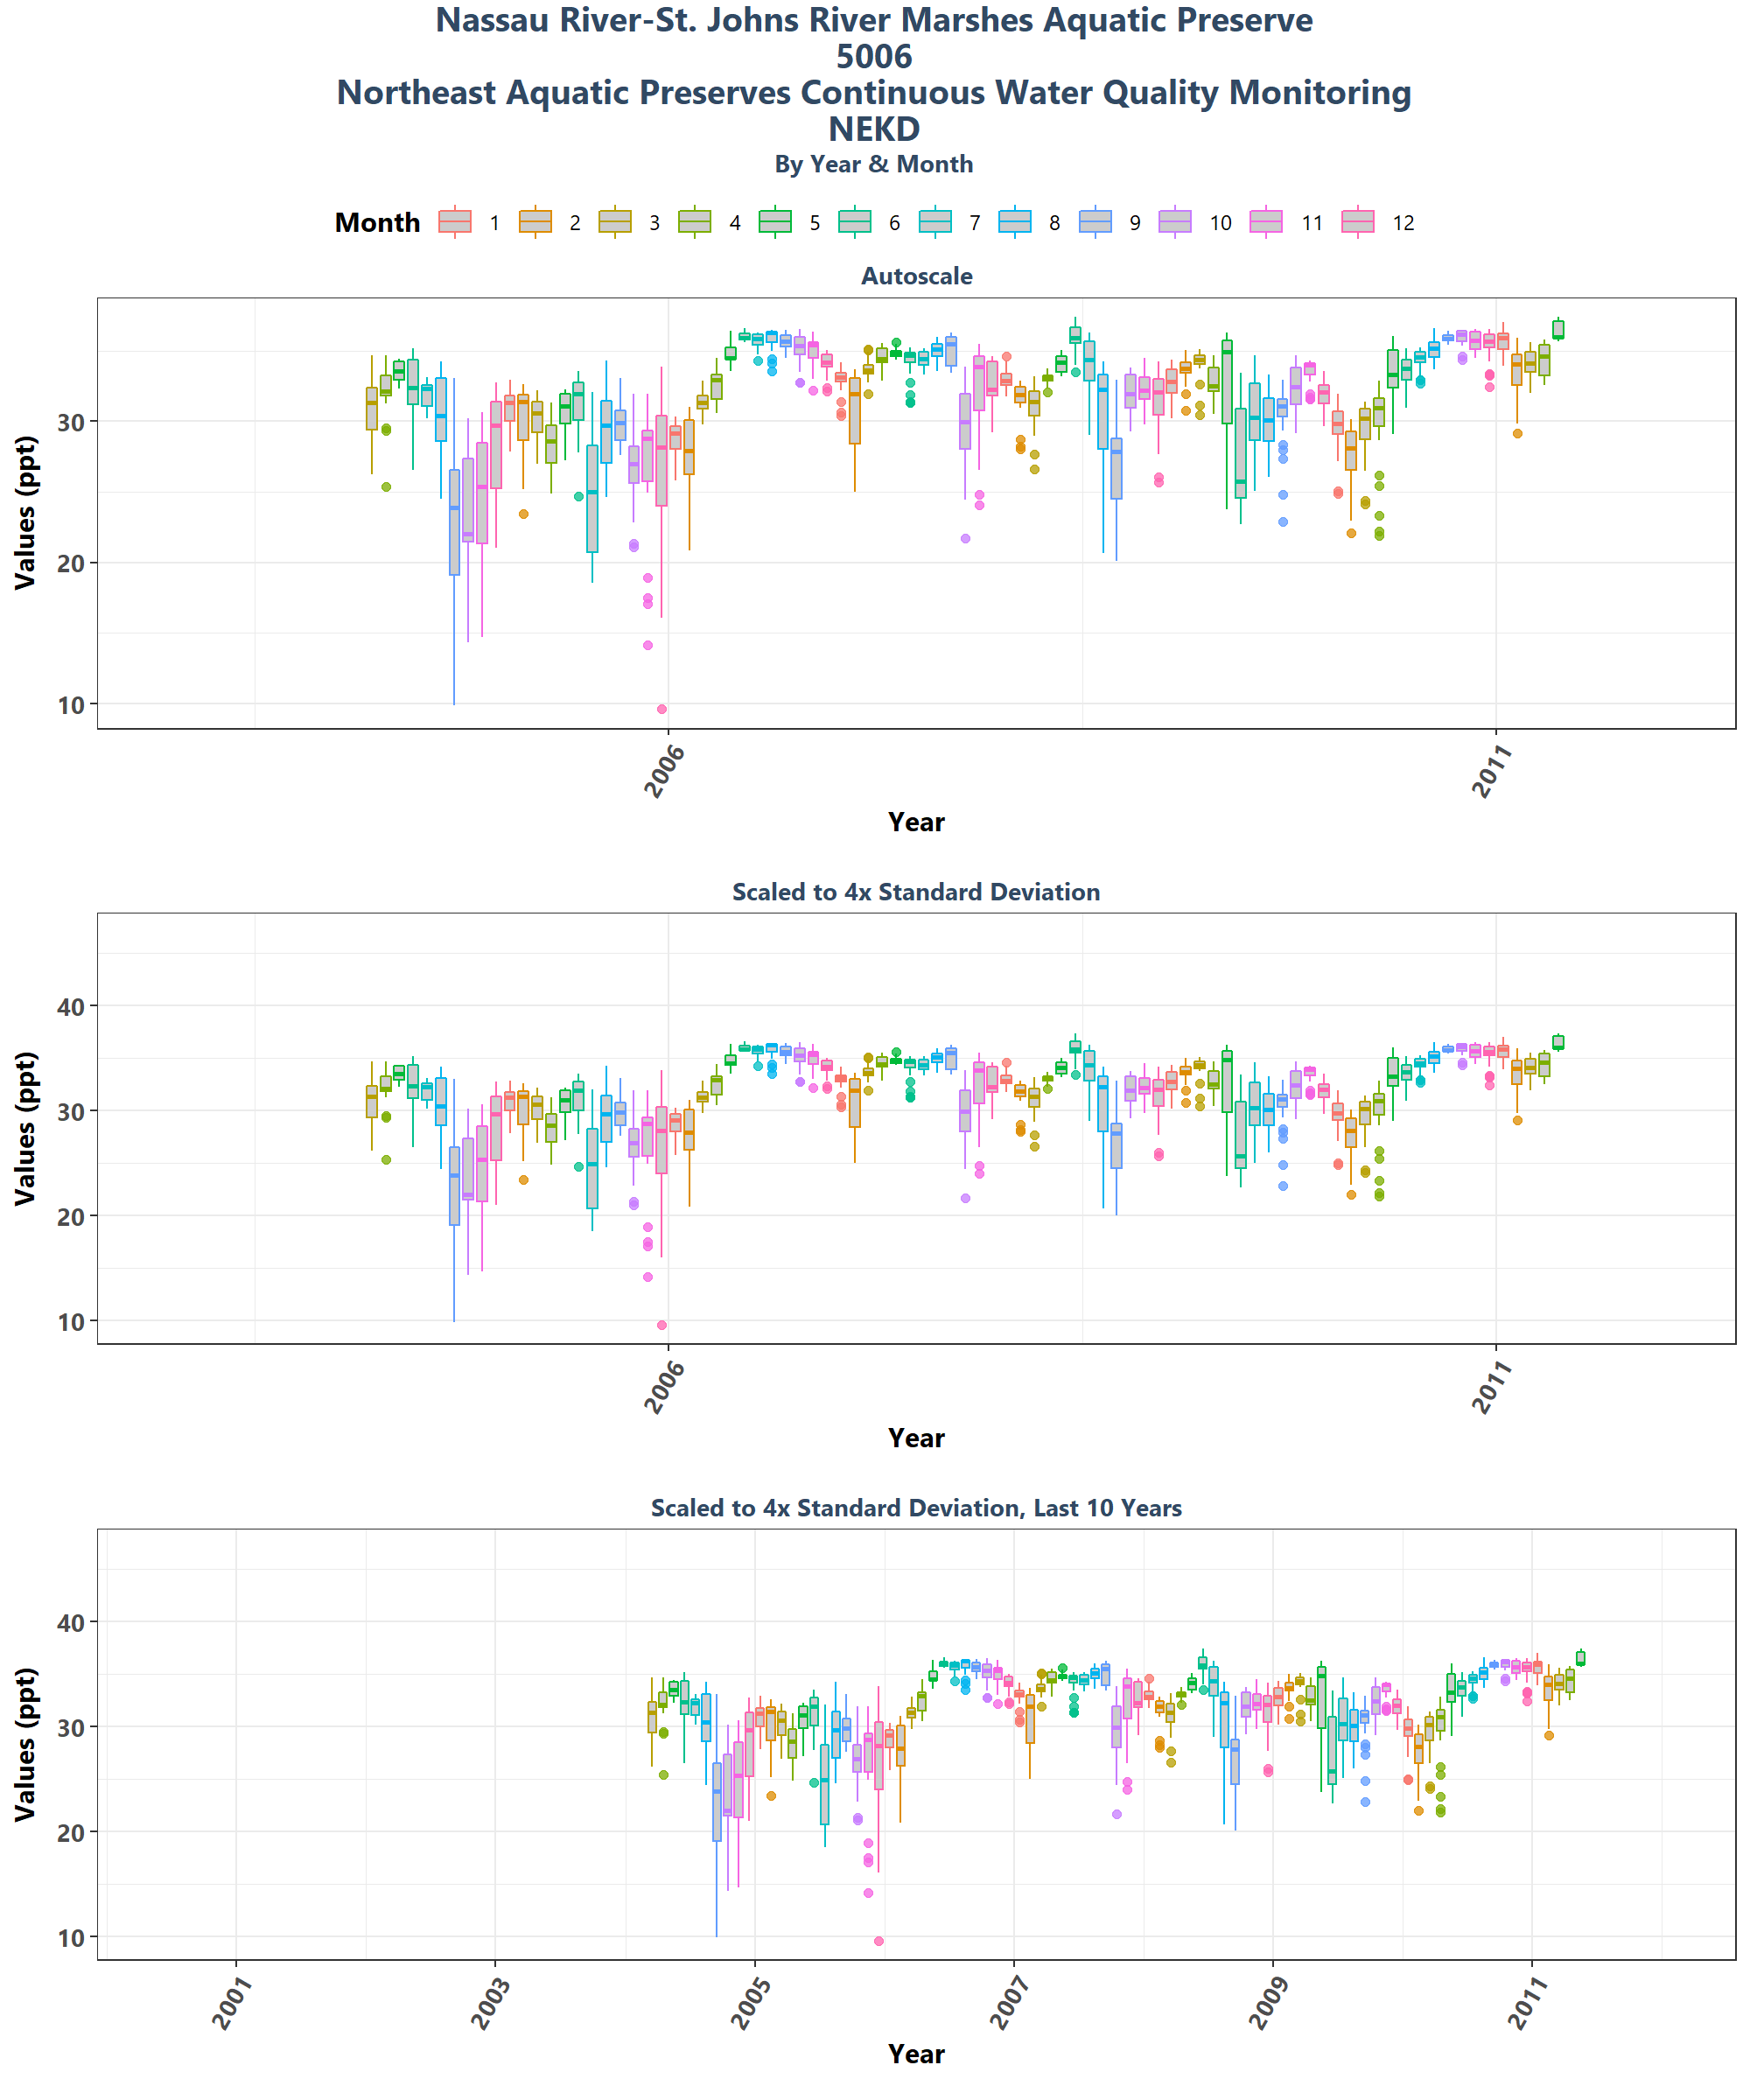 Nassau River-St. Johns River Marshes Aquatic Preserve
5006
Northeast Aquatic Preserves Continuous Water Quality Monitoring
NEKD
By Year & Month
Month 1 2 3 4 5 6 7 8 9 10 11 12
Autoscale
Values (ppt)
30
20
10
2006 2011
Year
Scaled to 4x Standard Deviation
Values (ppt)
40
30
20
10
2006 2011
Year
Scaled to 4x Standard Deviation, Last 10 Years
Values (ppt)
40
30
20
10
2001 2003 2005 2007 2009 2011
Year